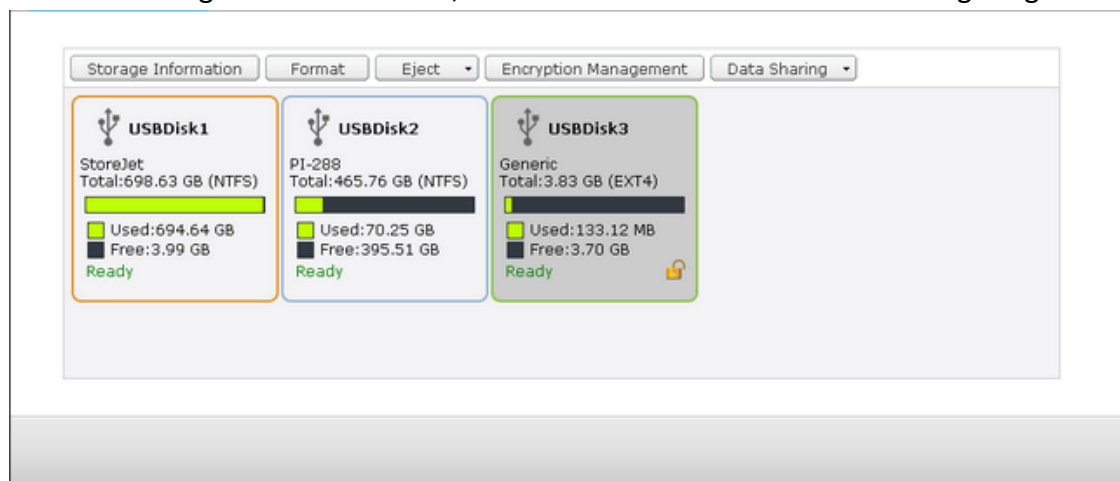 Storage Information Format Eject Encryption Management Data Sharing
USBDisk1
StoreJet
Total:698.63 GB (NTFS)
Used:694.64 GB
Free:3.99 GB
Ready
USBDisk2
PI-288
Total:465.76 GB (NTFS)
Used:70.25 GB
Free:395.51 GB
Ready
USBDisk3
Generic
Total:3.83 GB (EXT4)
Used:133.12 MB
Free:3.70 GB
Ready